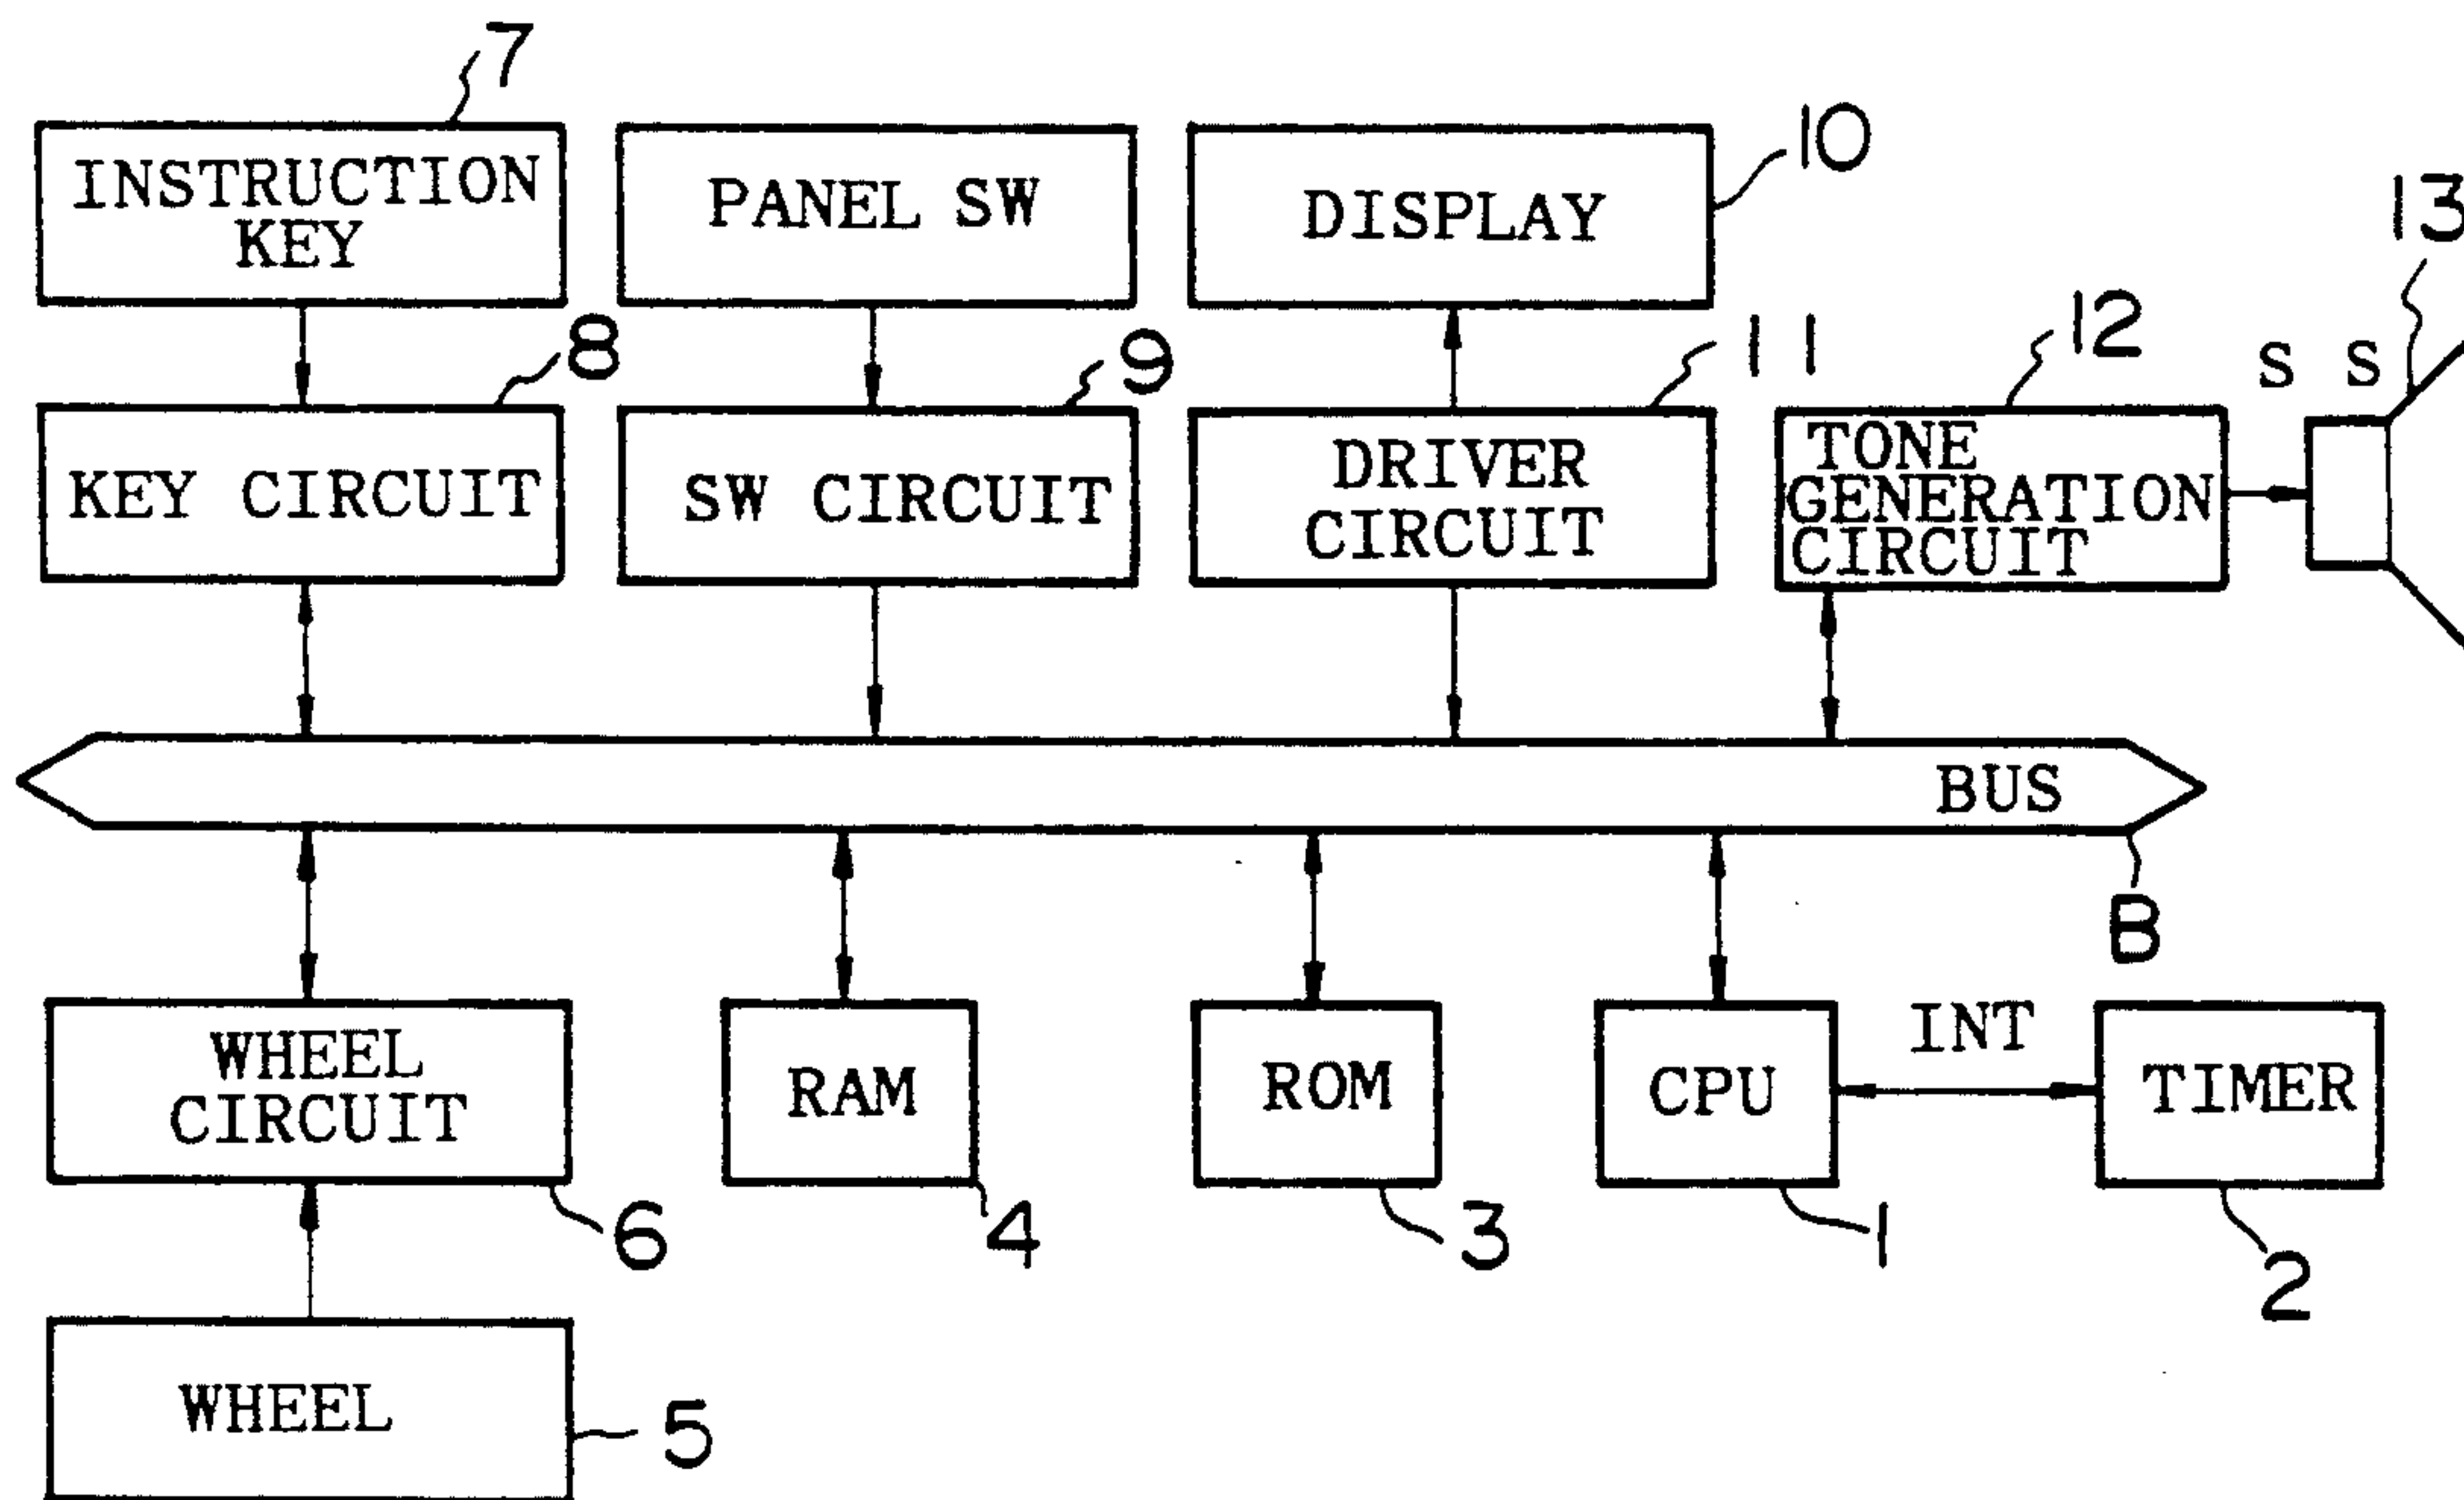 7
INSTRUCTION
KEY
PANEL SW
DISPLAY
10
13
8
9
11
12
S S
KEY CIRCUIT
SW CIRCUIT
DRIVER
CIRCUIT
TONE
GENERATION
CIRCUIT
BUS
B
WHEEL
CIRCUIT
RAM
ROM
CPU
INT
TIMER
6
4
3
1
2
WHEEL
5